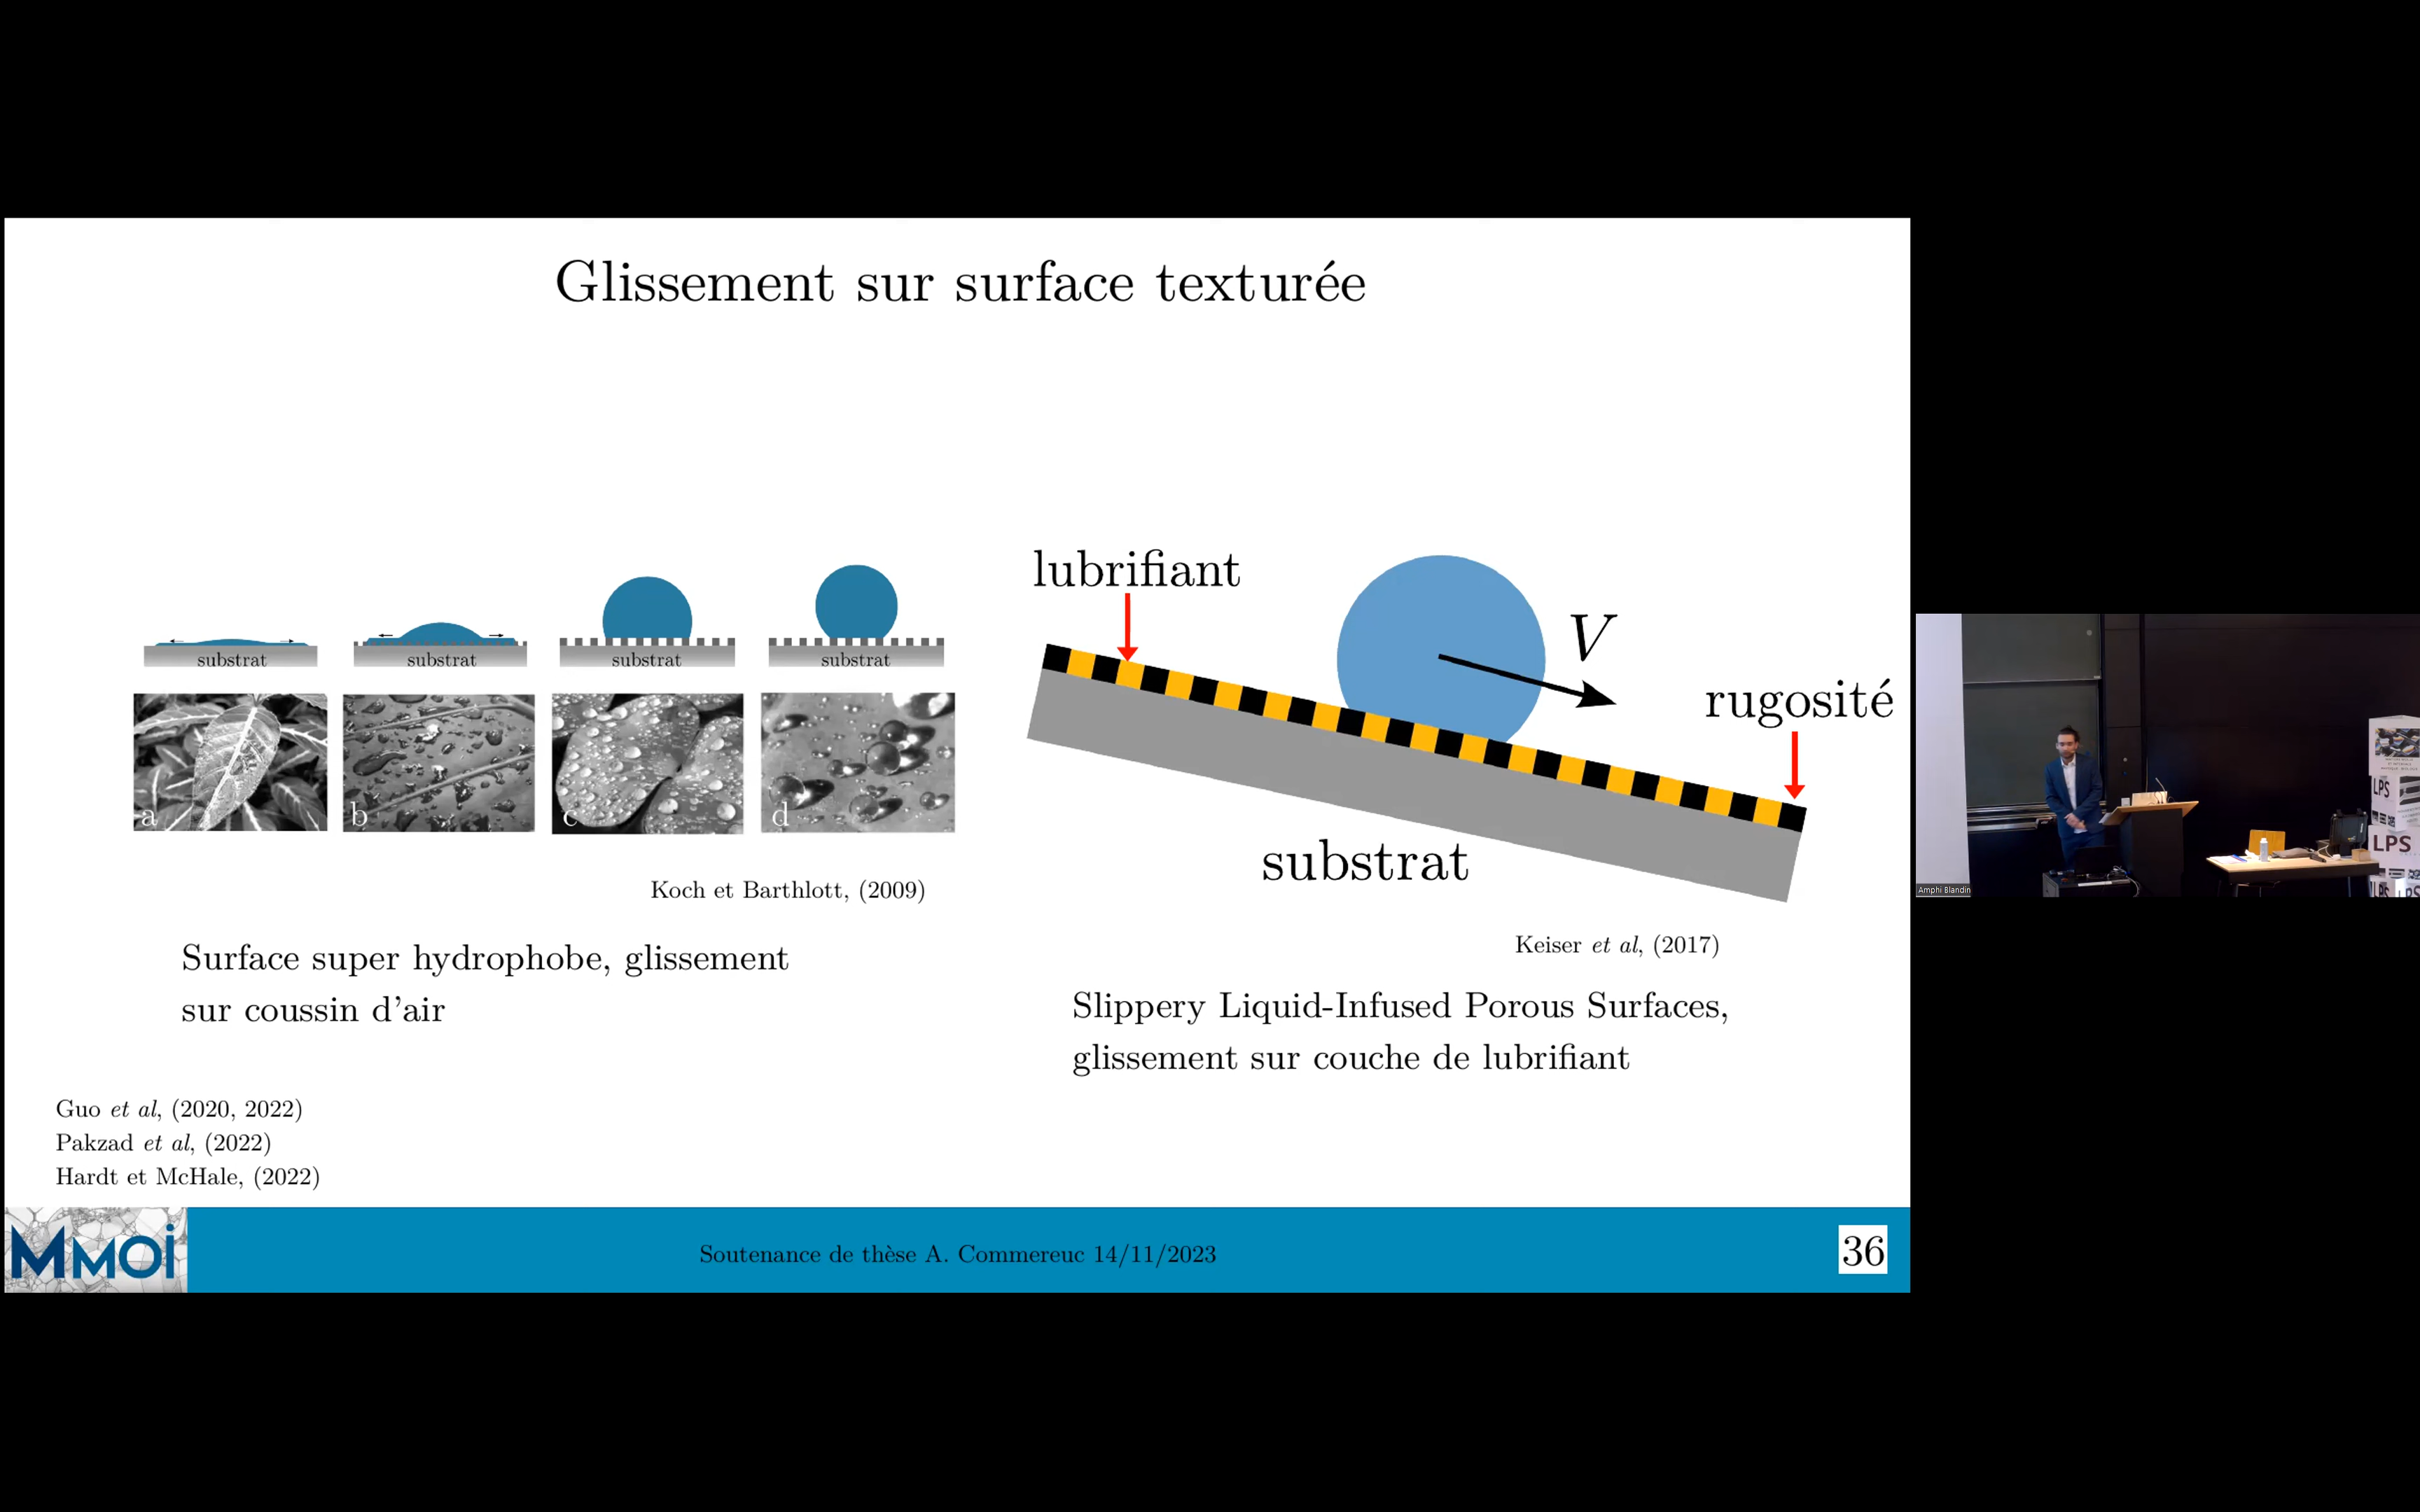 Glissement sur surface texturée
substrat
substrat
substrat
substrat
a
b
c
d
Koch et Barthlott, (2009)
Surface super hydrophobe, glissement
sur coussin d'air
lubrifiant
V
rugosité
substrat
Keiser et al, (2017)
Slippery Liquid-Infused Porous Surfaces,
glissement sur couche de lubrifiant
Guo et al, (2020, 2022)
Pakzad et al, (2022)
Hardt et McHale, (2022)
MMOi
Soutenance de thèse A. Commereuc 14/11/2023
36
Amphi Blandin
LPS
LPS
LPS